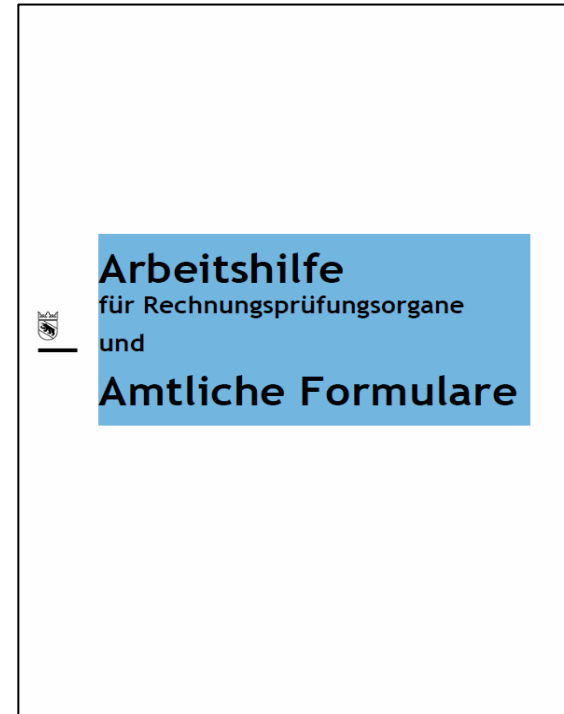 Arbeitshilfe
für Rechnungsprüfungsorgane
und
Amtliche Formulare